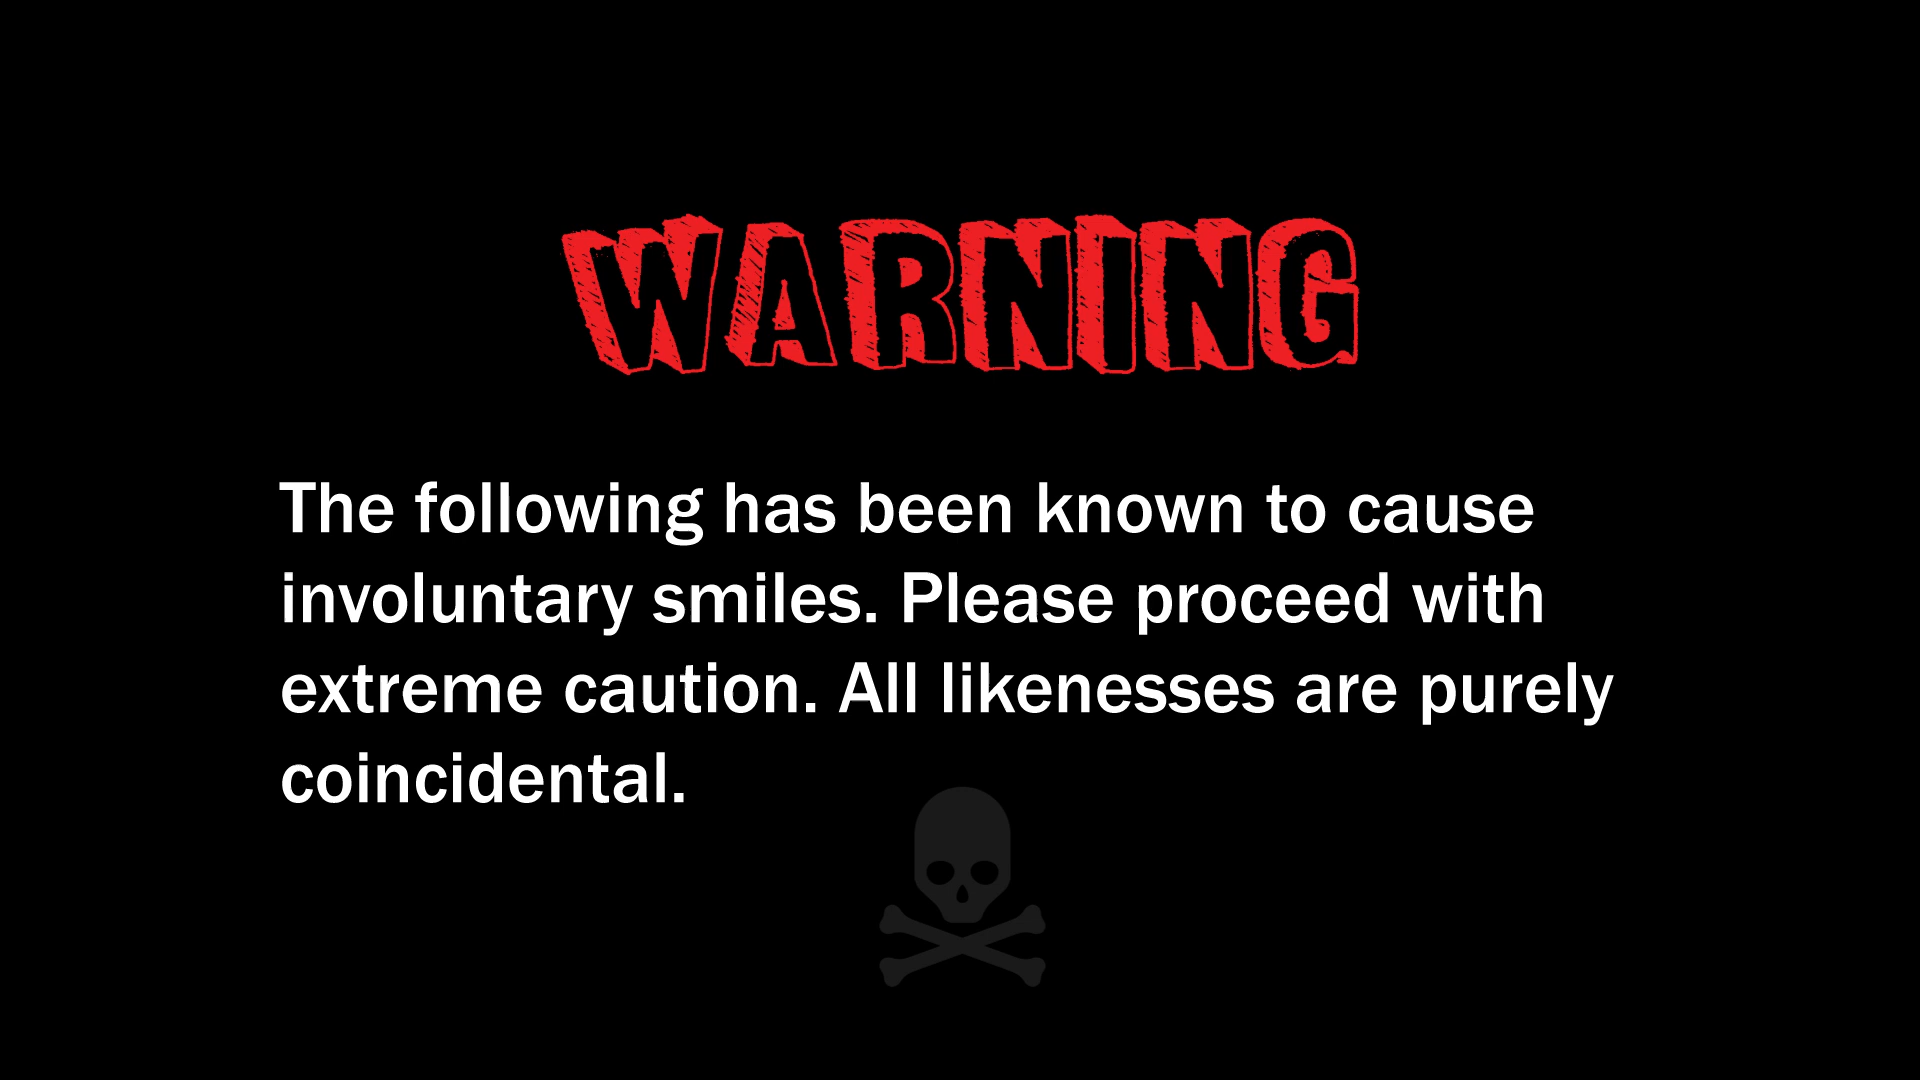 WARNING
The following has been known to cause
involuntary smiles. Please proceed with
extreme caution. All likenesses are purely
coincidental.